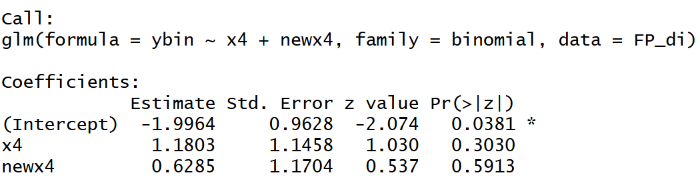 Call:
glm(formula = ybin ~ x4 + newx4, family = binomial, data = FP_di)
Coefficients:
Estimate Std. Error z value Pr(>|z|)
(Intercept) -1.9964 0.9628 -2.074 0.0381 *
x4 1.1803 1.1458 1.030 0.3030
newx4 0.6285 1.1704 0.537 0.5913